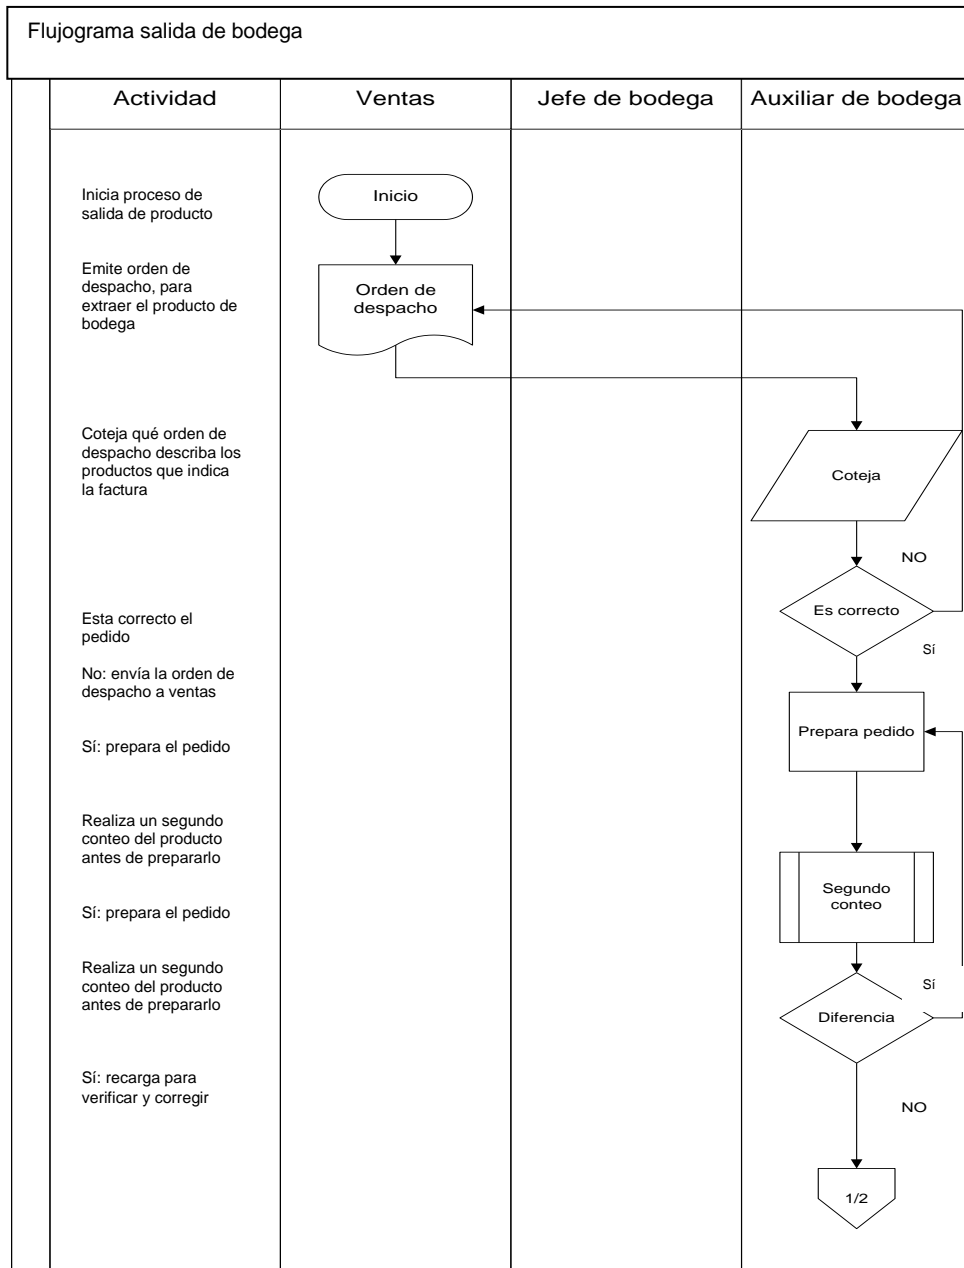 Flujograma salida de bodega
Actividad
Ventas
Jefe de bodega
Auxiliar de bodega
Inicia proceso de
salida de producto
Inicio
Emite orden de
despacho, para
extraer el producto de
bodega
Orden de
despacho
Coteja qué orden de
despacho describa los
productos que indica
la factura
Coteja
NO
Es correcto
Esta correcto el
pedido
Sí
No: envía la orden de
despacho a ventas
Prepara pedido
Sí: prepara el pedido
Realiza un segundo
conteo del producto
antes de prepararlo
Segundo
conteo
Sí: prepara el pedido
Realiza un segundo
conteo del producto
antes de prepararlo
Sí
Diferencia
Sí: recarga para
verificar y corregir
NO
1/2